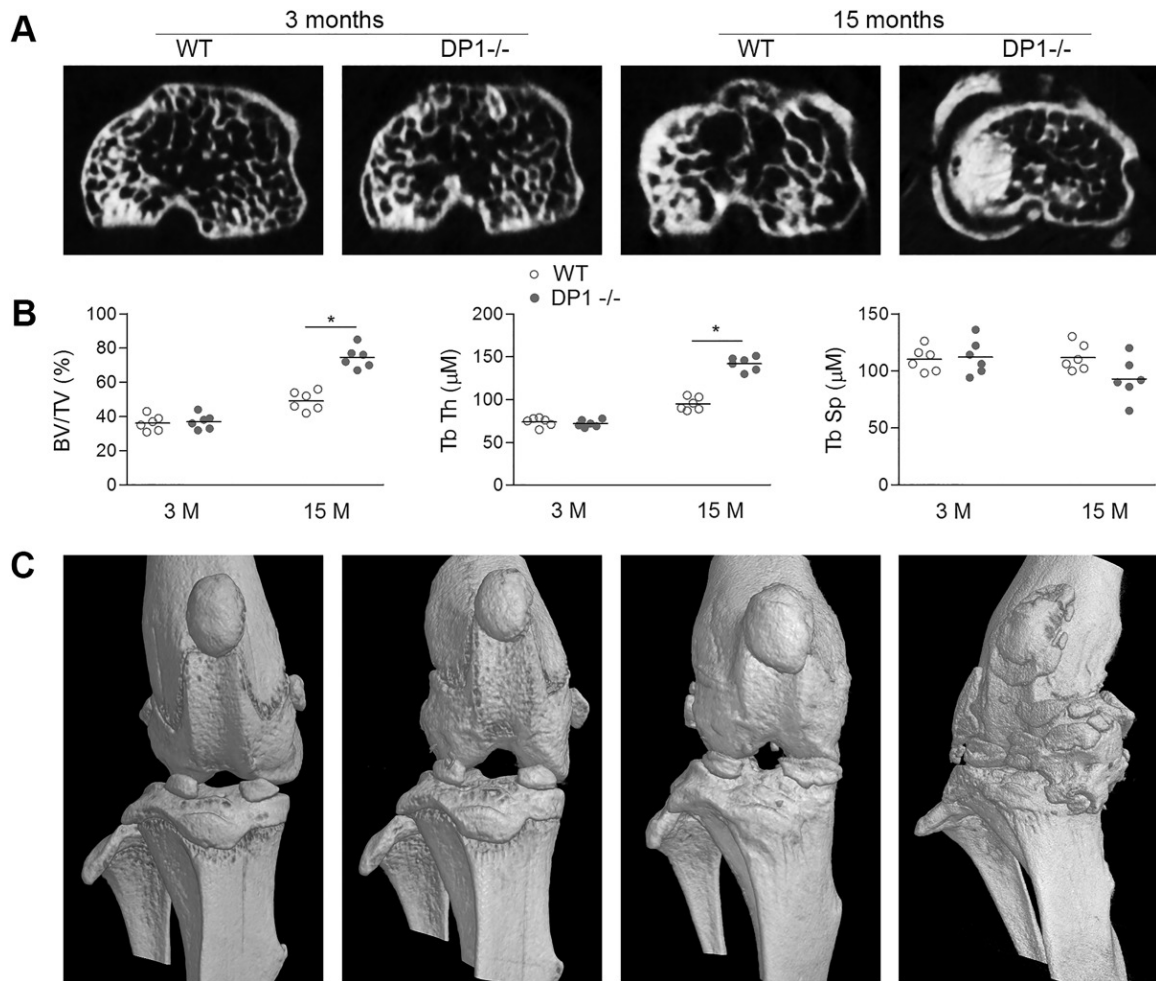 A
3 months
15 months
WT
DP1-/-
WT
DP1-/-
B
WT
DP1 -/-
BV/TV (%)
100
80
60
40
20
0
*
3 M
15 M
Tb Th (μM)
200
150
100
50
0
*
3 M
15 M
Tb Sp (μM)
150
100
50
0
3 M
15 M
C